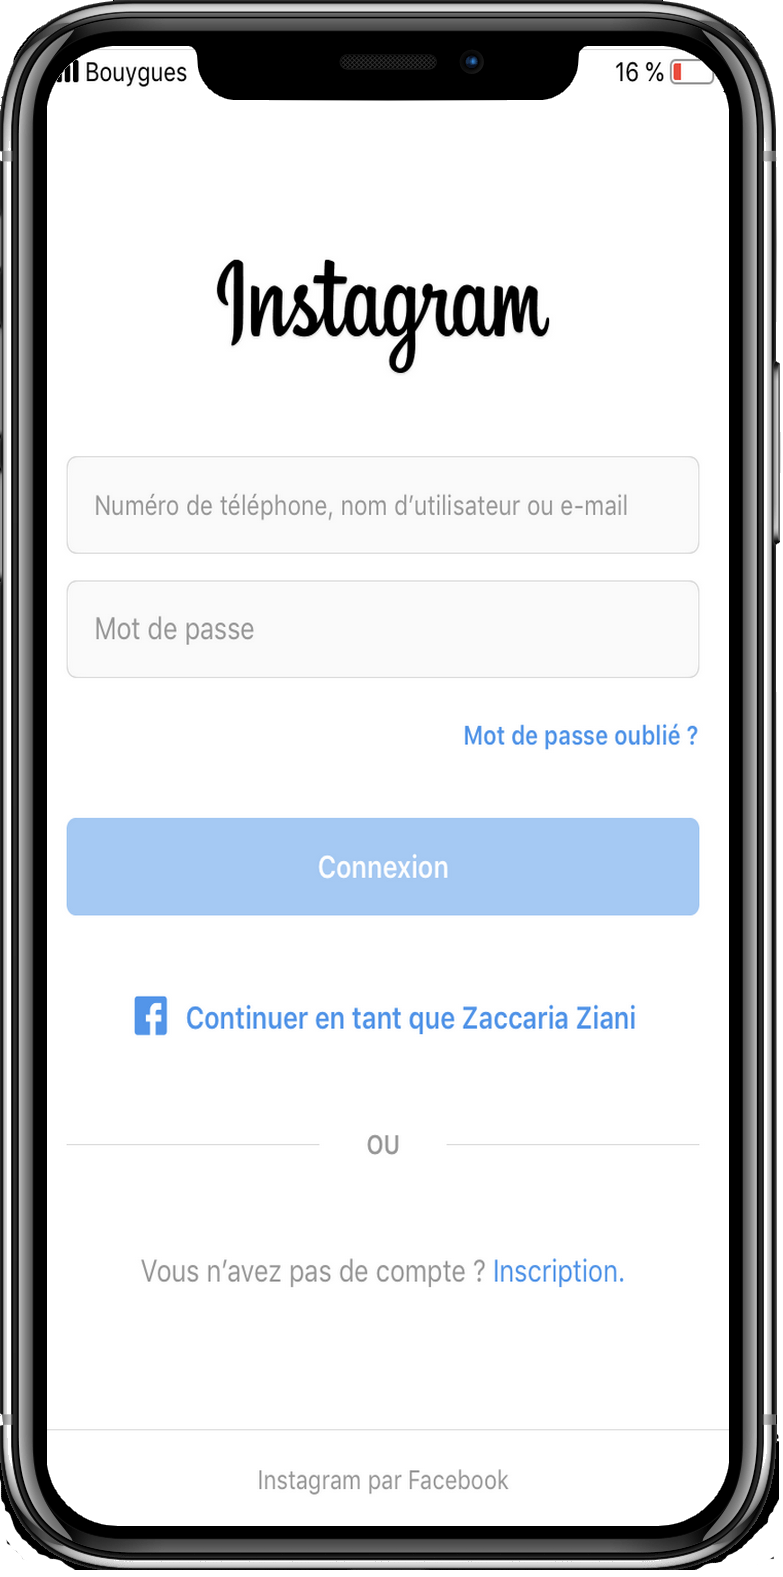 Bouygues 16 %
Instagram
Numéro de téléphone, nom d’utilisateur ou e-mail
Mot de passe
Mot de passe oublié ?
Connexion
Continuer en tant que Zaccaria Ziani
OU
Vous n’avez pas de compte ? Inscription.
Instagram par Facebook